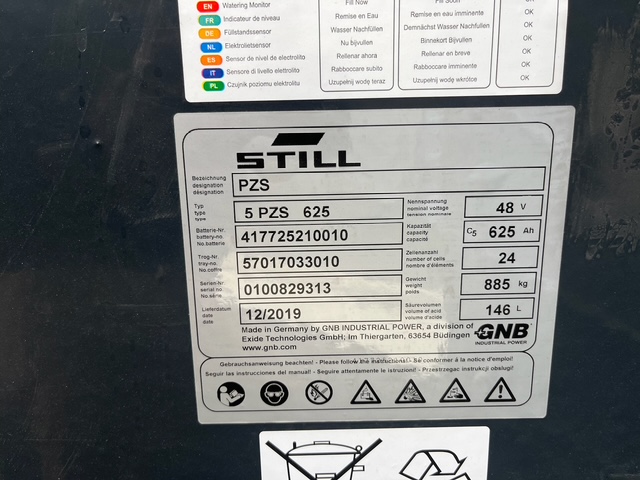 EN Watering Monitor Fill Now Fill Soon OK
FR Indicateur de niveau Remise en Eau Remise en eau imminente OK
DE Füllstandssensor Wasser Nachfüllen Demnächst Wasser Nachfüllen OK
NL Elektrolietsensor Nu bijvullen Binnenkort Bijvullen OK
ES Sensor de nivel de electrolito Rellenar ahora Rellenar en breve OK
IT Sensore di livello elettrolito Rabboccare subito Rabboccare imminente OK
PL Czujnik poziomu elektrolitu Uzupełnij wodę teraz Uzupełnij wodę wkrótce OK
STILL
Bezeichnung
designation
désignation
PZS
Typ
type
type
5 PZS 625
Nennspannung
nominal voltage
tension nominale
48 V
Batterie-Nr.
battery-no.
No.batterie
417725210010
Kapazität
capacity
capacité
C5 625 Ah
Trog-Nr.
tray-no.
No.coffre
57017033010
Zellenanzahl
number of cells
nombre d'éléments
24
Serien-Nr
serial no
No.série
0100829313
Gewicht
weight
poids
885 kg
Lieferdatum
date
date
12/2019
Säurevolumen
volume of acid
volume d'acide
146 L
Made in Germany by GNB INDUSTRIAL POWER, a division of
Exide Technologies GmbH; Im Thiergarten, 63654 Büdingen
www.gnb.com
GNB
INDUSTRIAL POWER
Gebrauchsanweisung beachten! - Please follow the instructions! - Se conformer à la notice d'emploi!
Seguir las instrucciones del manual! - Seguire attentamente le istruzioni! - Przestrzegac instrukcji obslugi!